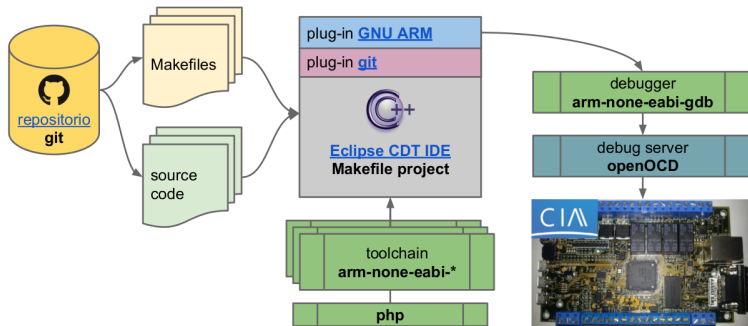 repositorio
git
Makefiles
source
code
plug-in GNU ARM
plug-in git
C++
Eclipse CDT IDE
Makefile project
toolchain
arm-none-eabi-*
php
debugger
arm-none-eabi-gdb
debug server
openOCD
CIAA